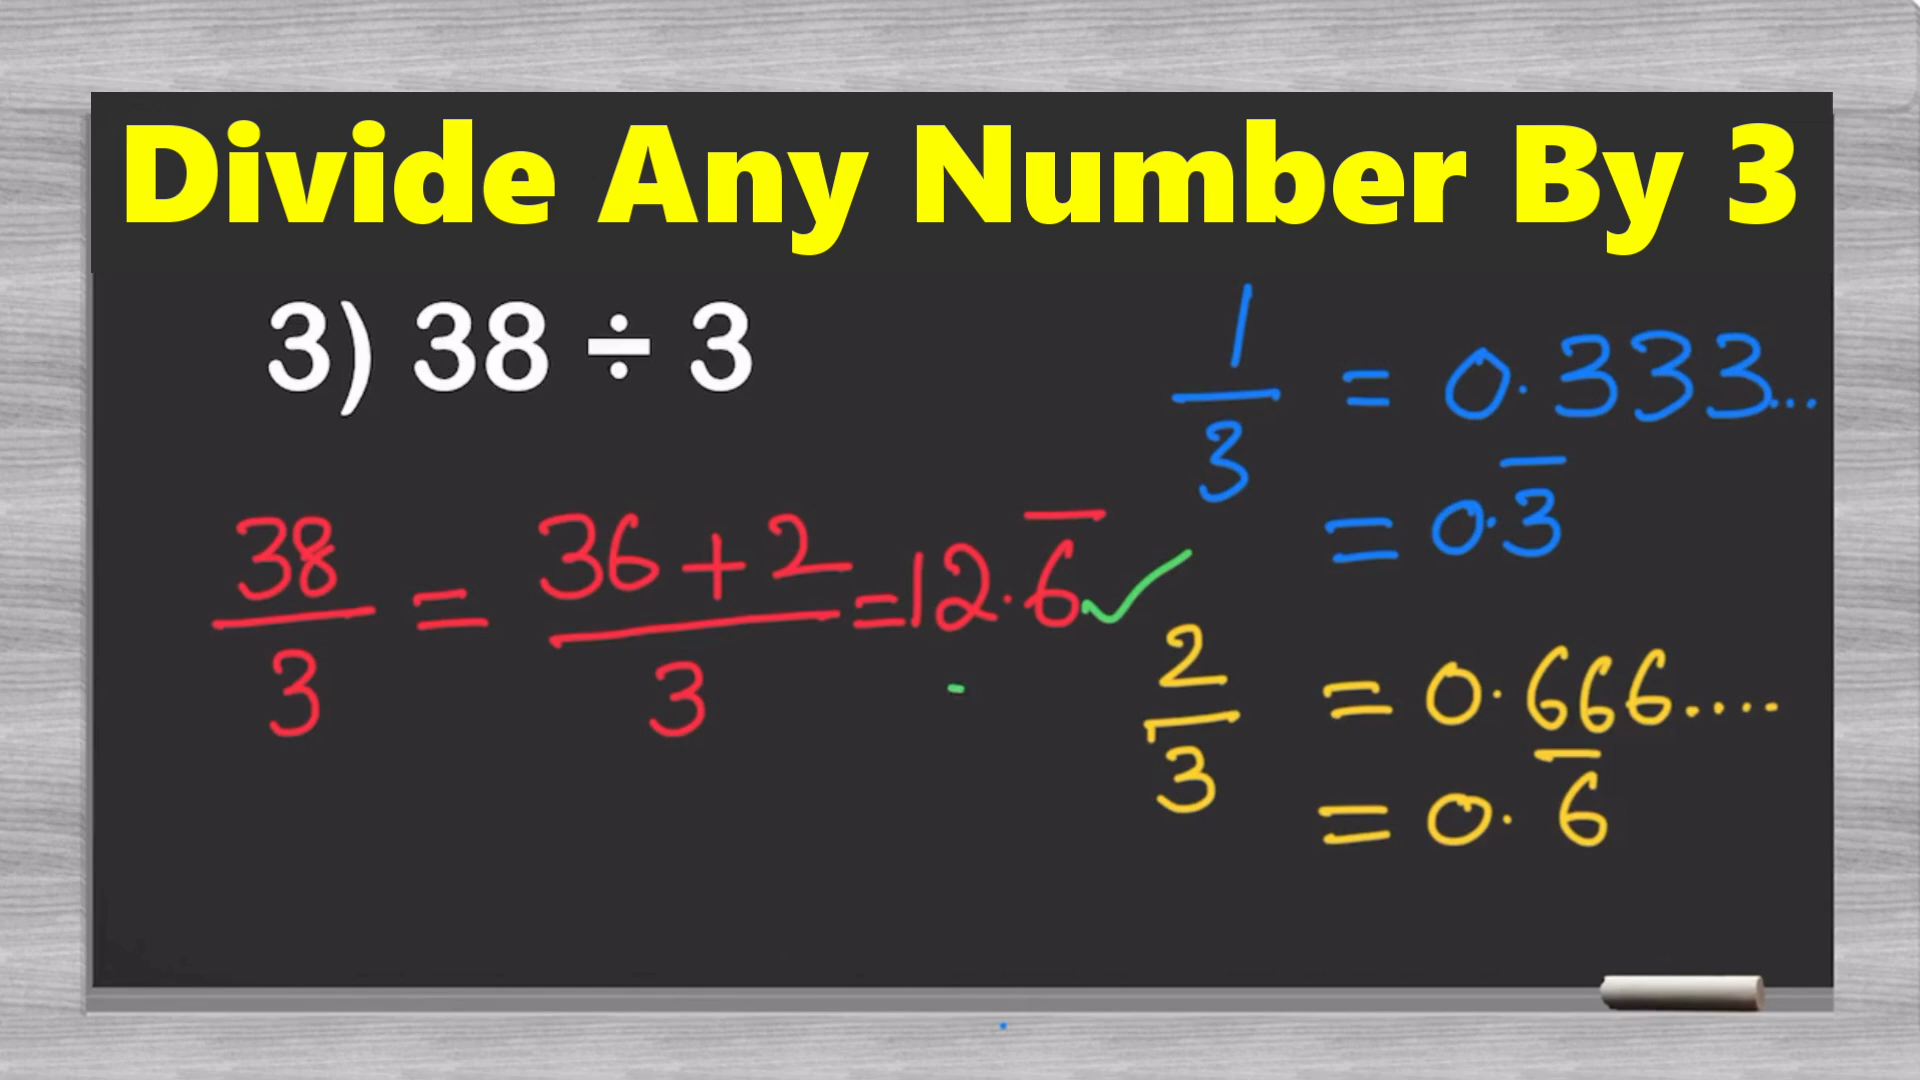 Divide Any Number By 3
3) 38 ÷ 3
38/3 = (36 + 2)/3 = 12.6̅
1/3 = 0.333...
= 0.3̅
2/3 = 0.666....
= 0.6̅